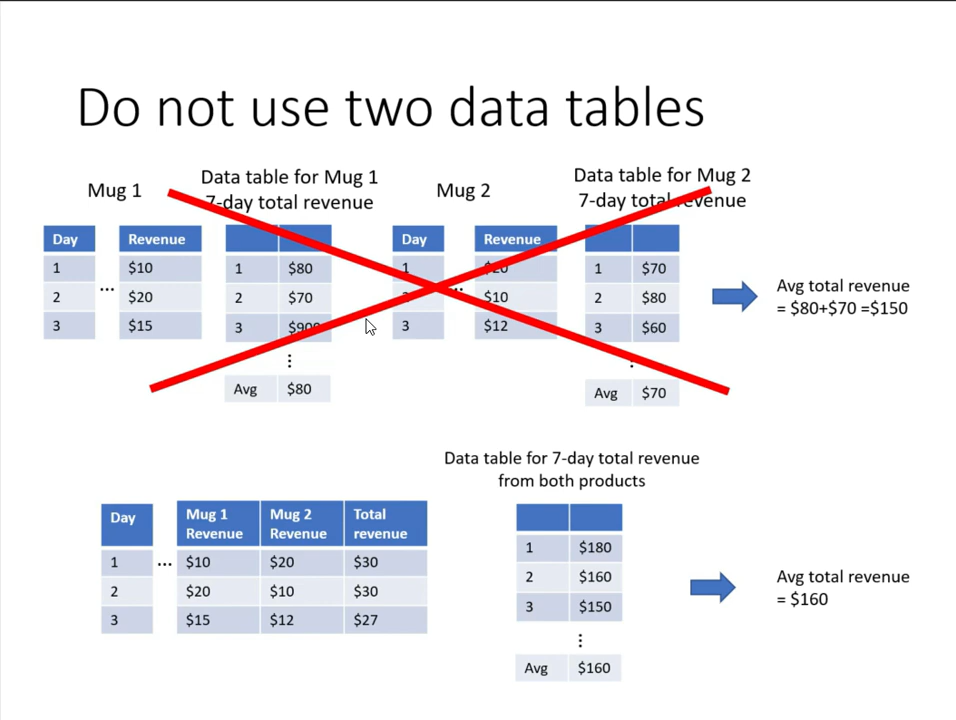 Do not use two data tables
Mug 1
Data table for Mug 1
7-day total revenue
Mug 2
Data table for Mug 2
7-day total revenue
Day Revenue
1 $10
...
2 $20
3 $15
1 $80
2 $70
3 $900
⋮
Avg $80
Day Revenue
1 $20
...
2 $10
3 $12
1 $70
2 $80
3 $60
⋮
Avg $70
Avg total revenue
= $80+$70 =$150
Data table for 7-day total revenue
from both products
Day Mug 1 Mug 2 Total
Revenue Revenue revenue
1 ... $10 $20 $30
2 $20 $10 $30
3 $15 $12 $27
1 $180
2 $160
3 $150
⋮
Avg $160
Avg total revenue
= $160